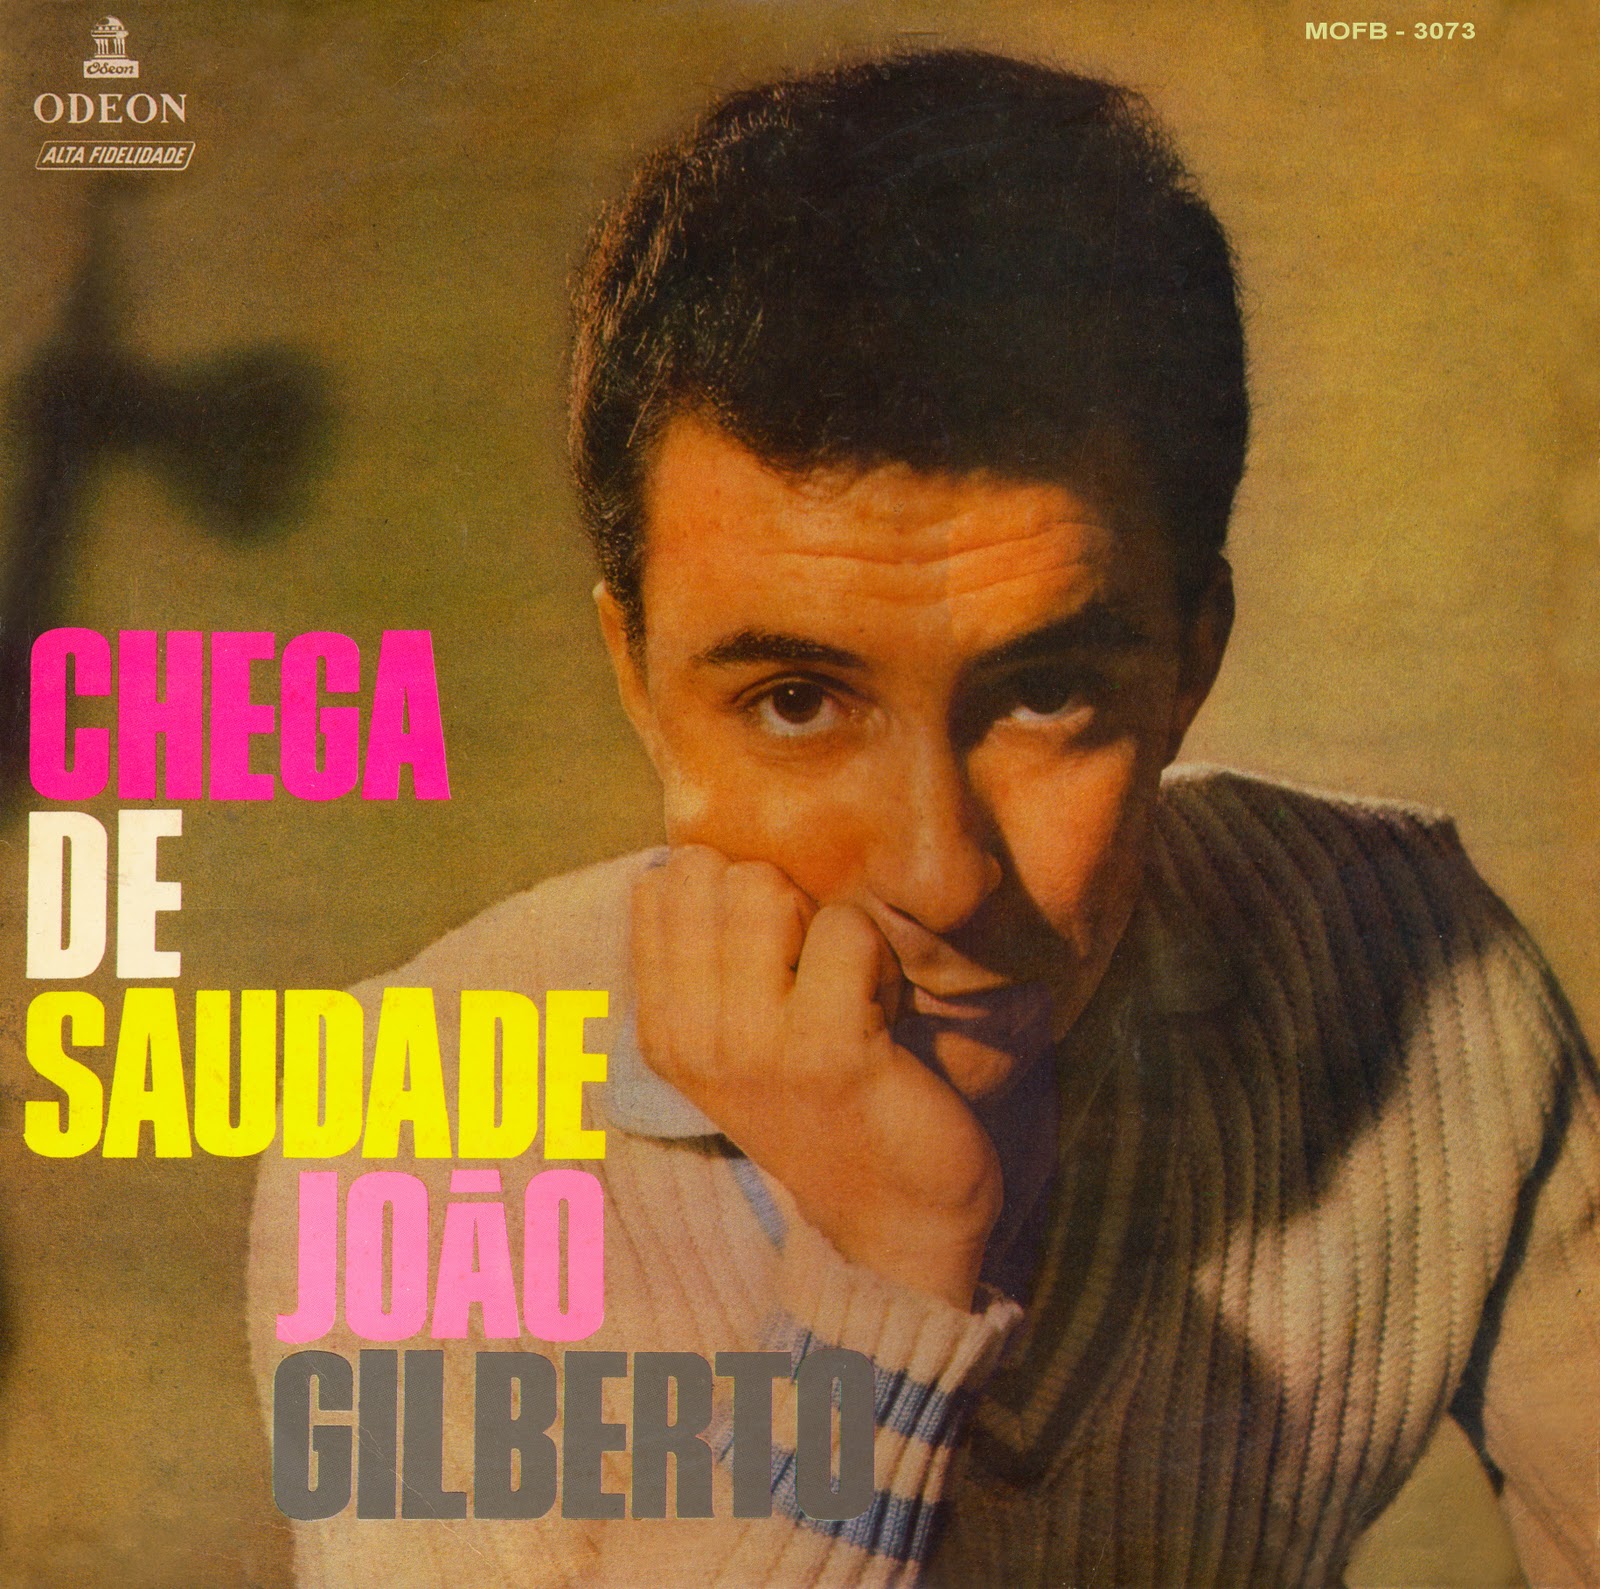 Odeon
ODEON
ALTA FIDELIDADE
MOFB - 3073
CHEGA
DE
SAUDADE
JOÃO
GILBERTO